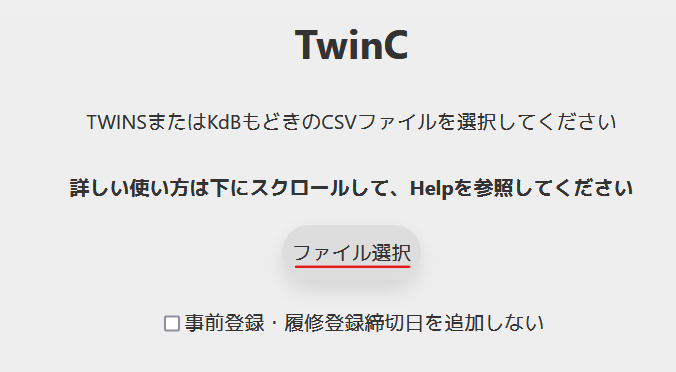 TwinC
TWINSまたはKdBもどきのCSVファイルを選択してください
詳しい使い方は下にスクロールして、Helpを参照してください
ファイル選択
事前登録・履修登録締切日を追加しない